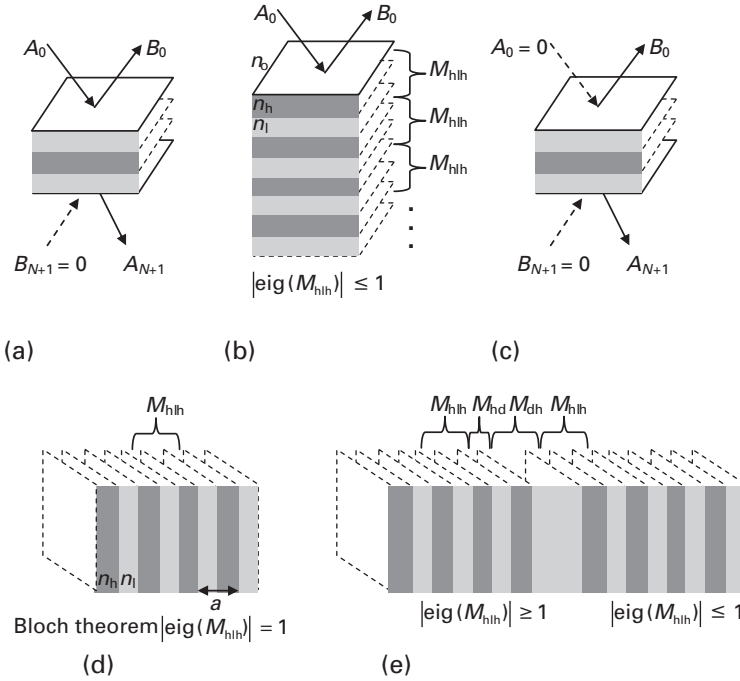 A0 B0
BN+1 = 0 AN+1
(a)
A0 B0
no
nh
nl
Mhlh
Mhlh
Mhlh
|eig (Mhlh)| ≤ 1
(b)
A0 = 0 B0
BN+1 = 0 AN+1
(c)
Mhlh
nh nl
a
Bloch theorem |eig (Mhlh)| = 1
(d)
Mhlh Mhd Mdh Mhlh
|eig (Mhlh)| ≥ 1 |eig (Mhlh)| ≤ 1
(e)